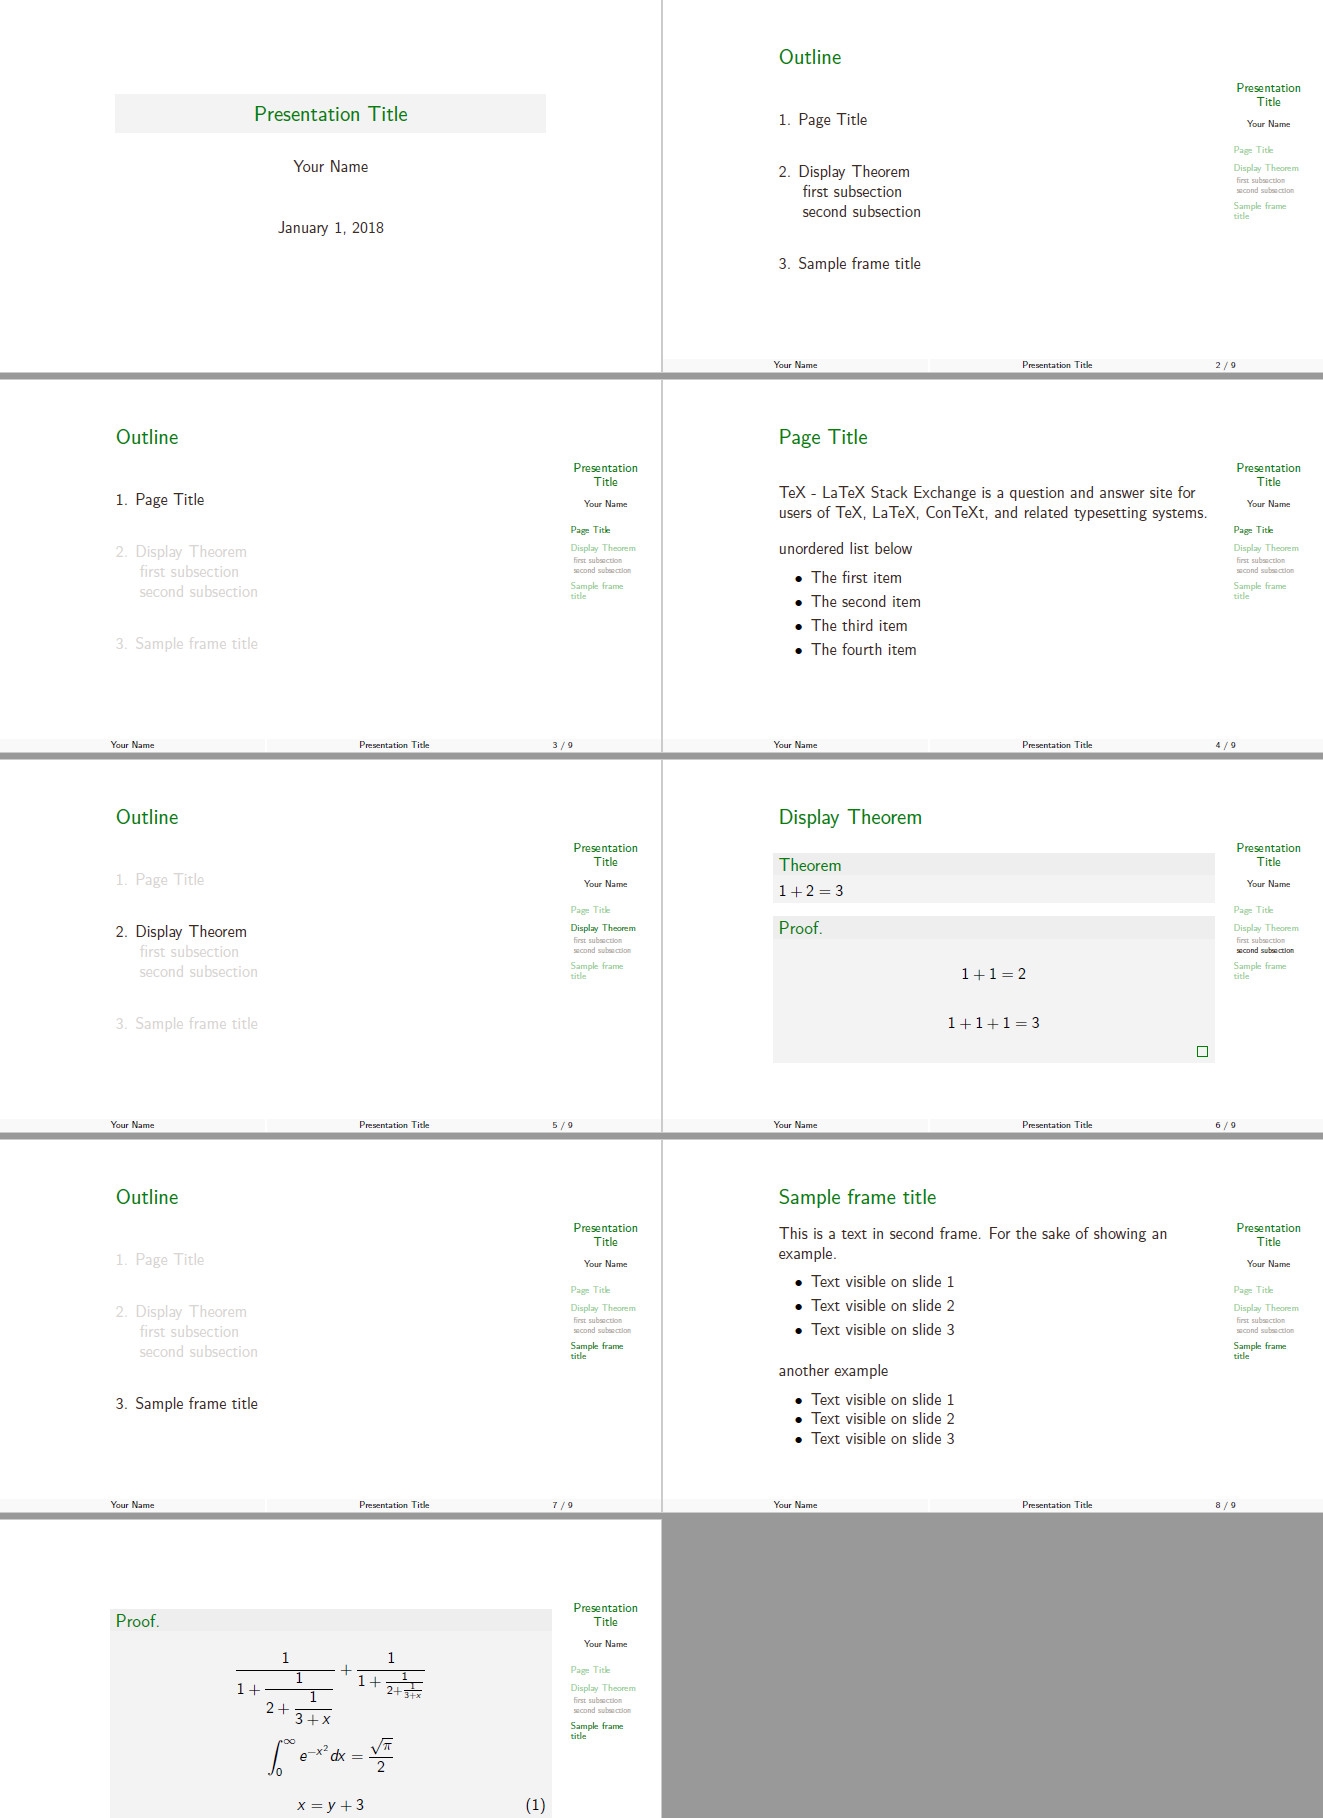 Presentation Title
Your Name
January 1, 2018
Outline
1. Page Title
2. Display Theorem
first subsection
second subsection
3. Sample frame title
Presentation
Title
Your Name
Page Title
Display Theorem
first subsection
second subsection
Sample frame
title
Your Name
Presentation Title
2 / 9
Outline
1. Page Title
2. Display Theorem
first subsection
second subsection
3. Sample frame title
Presentation
Title
Your Name
Page Title
Display Theorem
first subsection
second subsection
Sample frame
title
Your Name
Presentation Title
3 / 9
Page Title
TeX - LaTeX Stack Exchange is a question and answer site for
users of TeX, LaTeX, ConTeXt, and related typesetting systems.
unordered list below
• The first item
• The second item
• The third item
• The fourth item
Presentation
Title
Your Name
Page Title
Display Theorem
first subsection
second subsection
Sample frame
title
Your Name
Presentation Title
4 / 9
Outline
1. Page Title
2. Display Theorem
first subsection
second subsection
3. Sample frame title
Presentation
Title
Your Name
Page Title
Display Theorem
first subsection
second subsection
Sample frame
title
Your Name
Presentation Title
5 / 9
Display Theorem
Theorem
1 + 2 = 3
Proof.
1 + 1 = 2
1 + 1 + 1 = 3
□
Presentation
Title
Your Name
Page Title
Display Theorem
first subsection
second subsection
Sample frame
title
Your Name
Presentation Title
6 / 9
Outline
1. Page Title
2. Display Theorem
first subsection
second subsection
3. Sample frame title
Presentation
Title
Your Name
Page Title
Display Theorem
first subsection
second subsection
Sample frame
title
Your Name
Presentation Title
7 / 9
Sample frame title
This is a text in second frame. For the sake of showing an
example.
• Text visible on slide 1
• Text visible on slide 2
• Text visible on slide 3
another example
• Text visible on slide 1
• Text visible on slide 2
• Text visible on slide 3
Presentation
Title
Your Name
Page Title
Display Theorem
first subsection
second subsection
Sample frame
title
Your Name
Presentation Title
8 / 9
Proof.
\frac{1}{1+\frac{1}{2+\frac{1}{3+x}}} + \frac{1}{1+\frac{1}{2+\frac{1}{3+x}}}
\int_0^\infty e^{-x^2} dx = \frac{\sqrt{\pi}}{2}
x = y + 3 (1)
Presentation
Title
Your Name
Page Title
Display Theorem
first subsection
second subsection
Sample frame
title